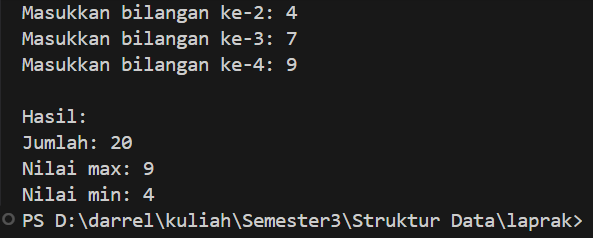 Masukkan bilangan ke-2: 4
Masukkan bilangan ke-3: 7
Masukkan bilangan ke-4: 9
Hasil:
Jumlah: 20
Nilai max: 9
Nilai min: 4
PS D:\darrel\kuliah\Semester3\Struktur Data\laprak>